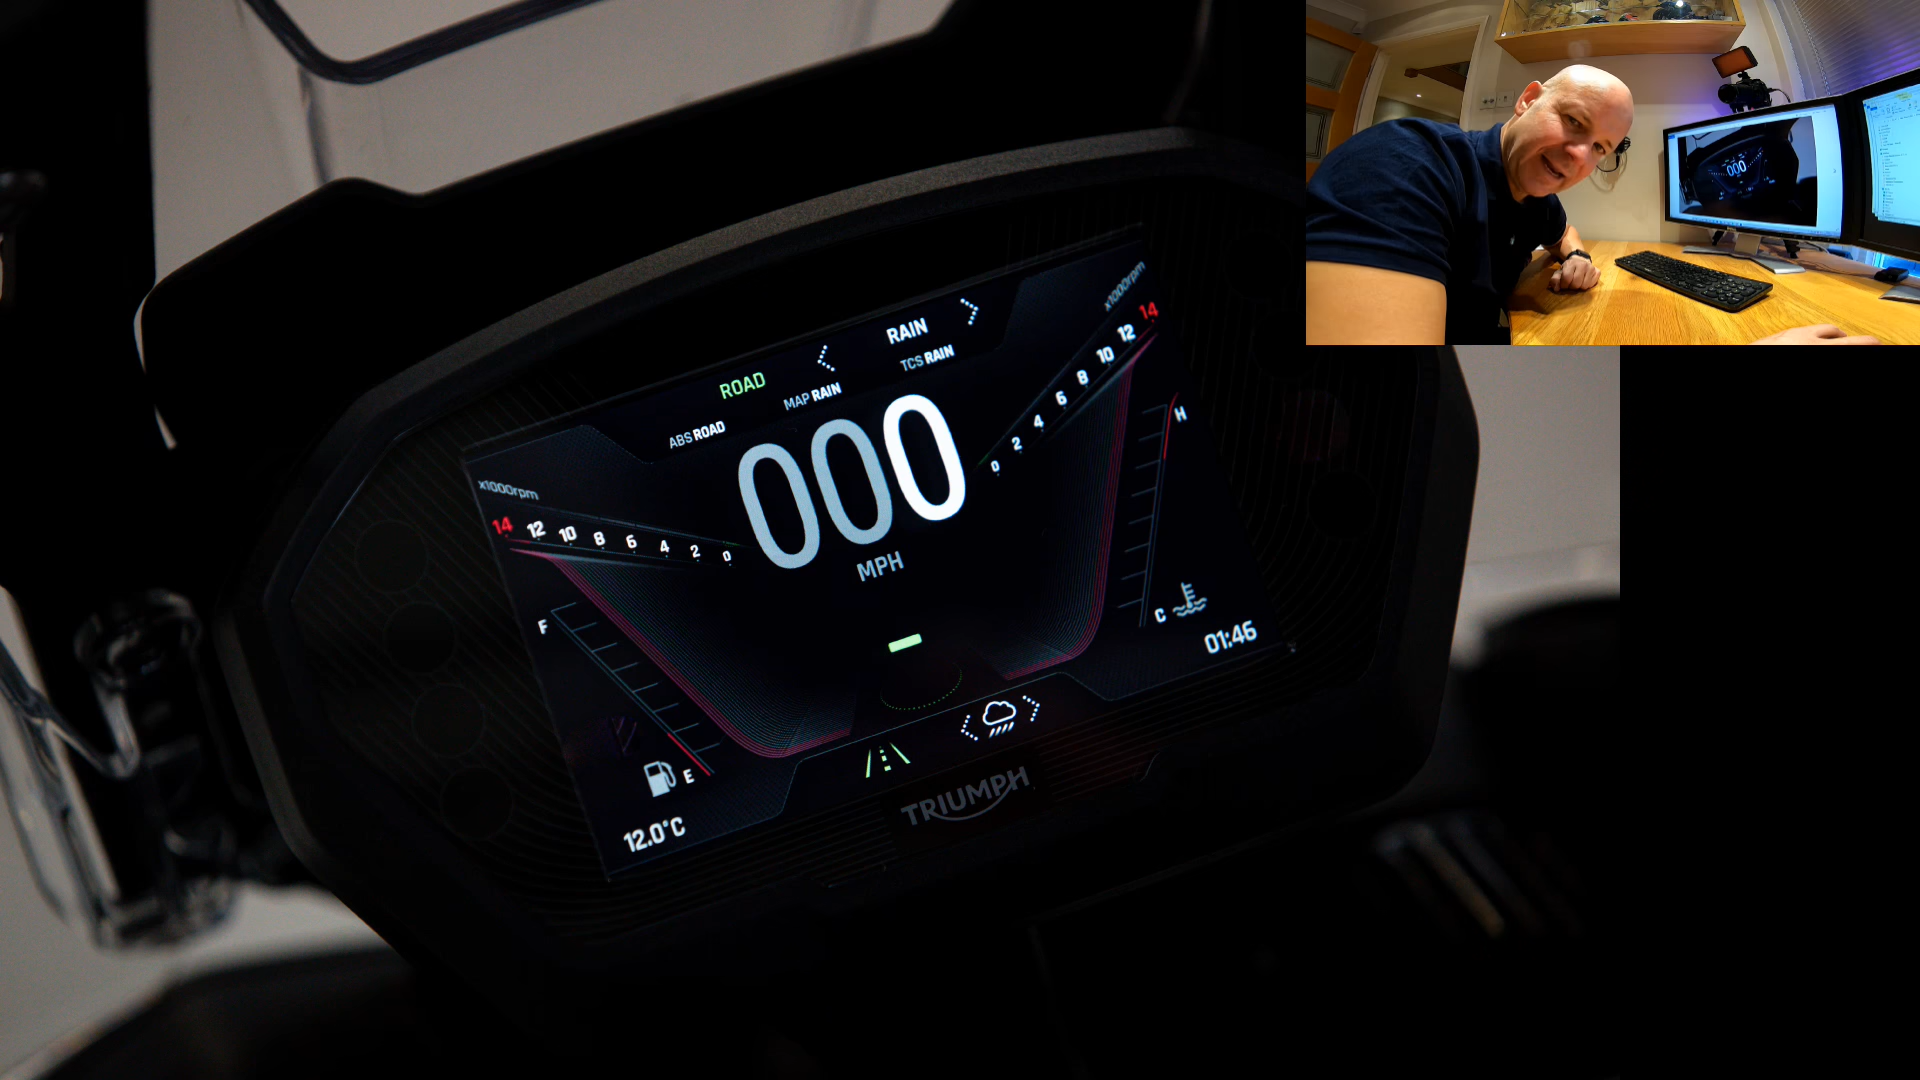 RAIN
ROAD
TCS RAIN
MAP RAIN
ABS ROAD
x1000rpm
14 12 10 8 6 4 2 0
000
MPH
x1000rpm
0 2 4 6 8 10 12 14
H
C
F
E
01:46
12.0°C
TRIUMPH
000